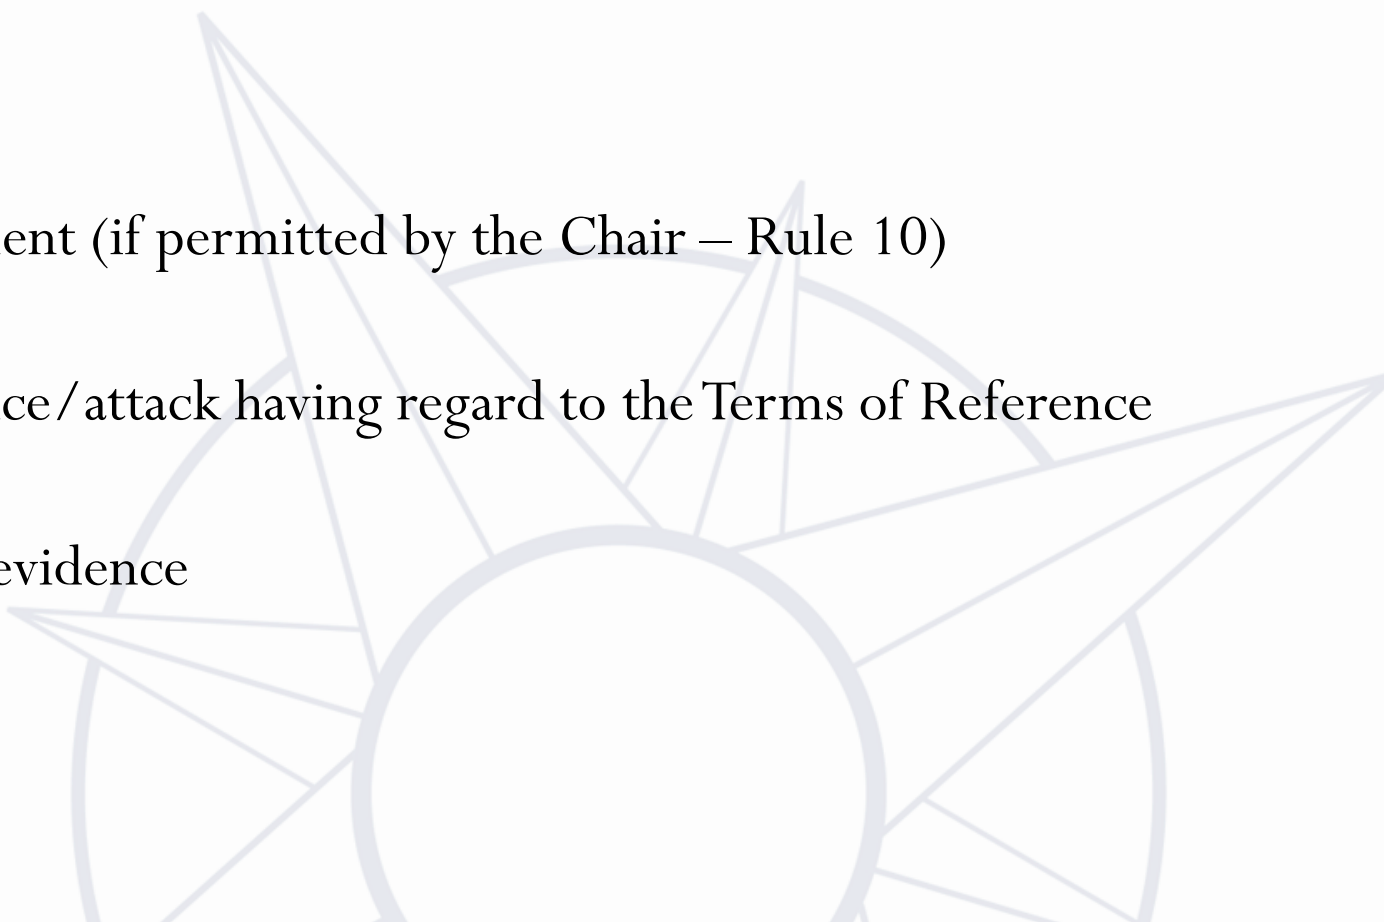 ent (if permitted by the Chair – Rule 10)
ce/attack having regard to the Terms of Reference
evidence